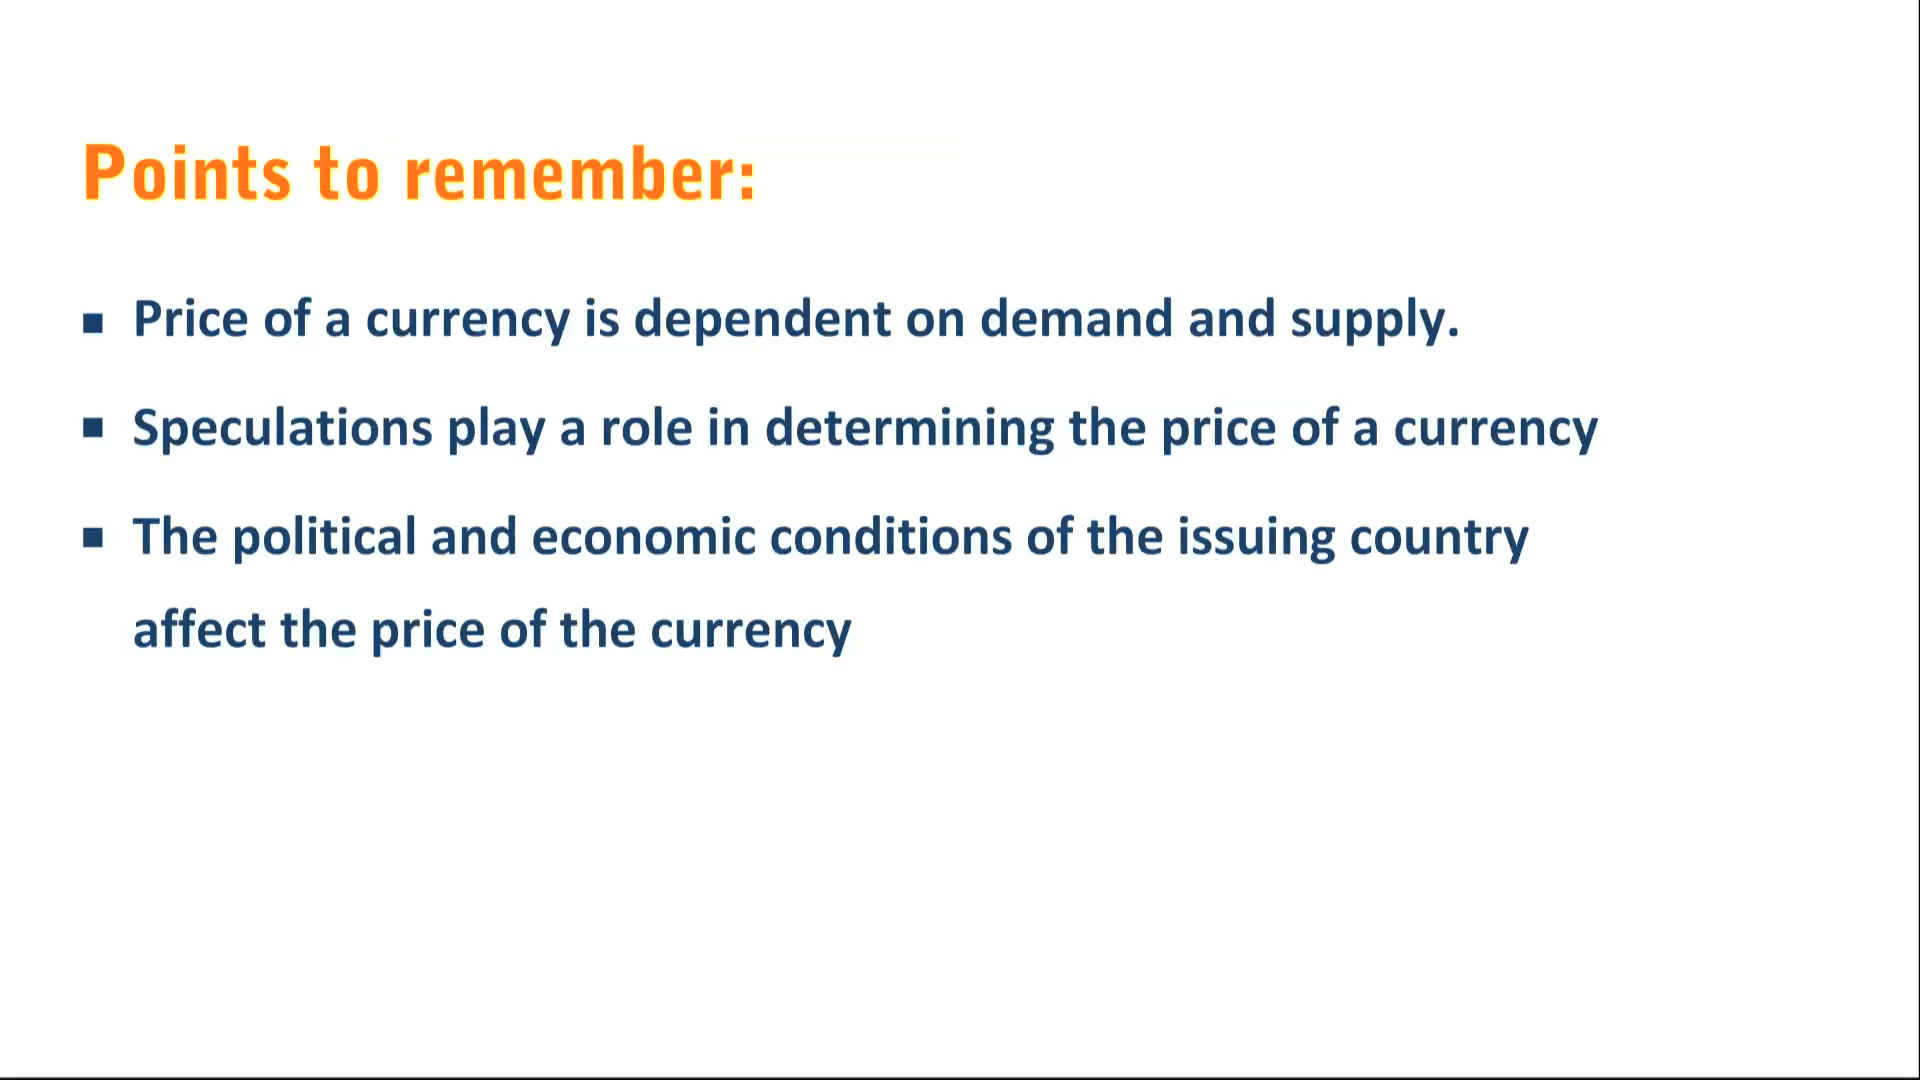 Points to remember:
▪ Price of a currency is dependent on demand and supply.
▪ Speculations play a role in determining the price of a currency
▪ The political and economic conditions of the issuing country
affect the price of the currency